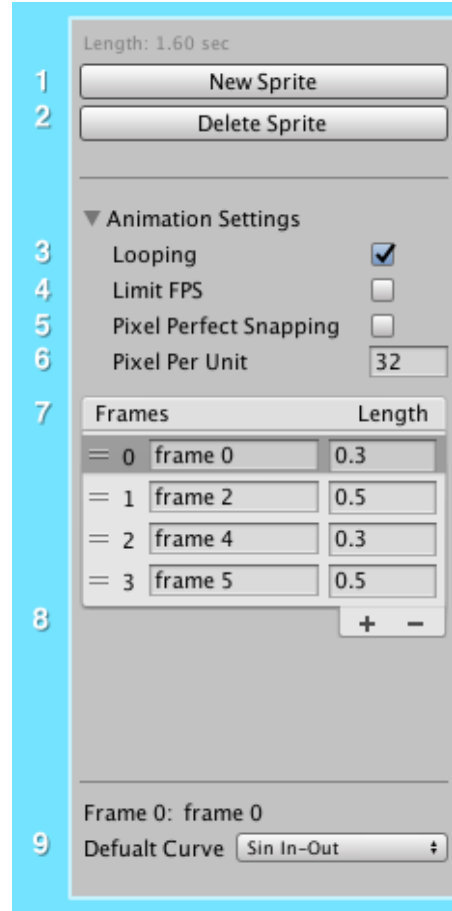 Length: 1.60 sec
1 New Sprite
2 Delete Sprite
Animation Settings
3 Looping
4 Limit FPS
5 Pixel Perfect Snapping
6 Pixel Per Unit 32
7 Frames Length
0 frame 0 0.3
1 frame 2 0.5
2 frame 4 0.3
3 frame 5 0.5
8 + −
Frame 0: frame 0
9 Defualt Curve Sin In-Out